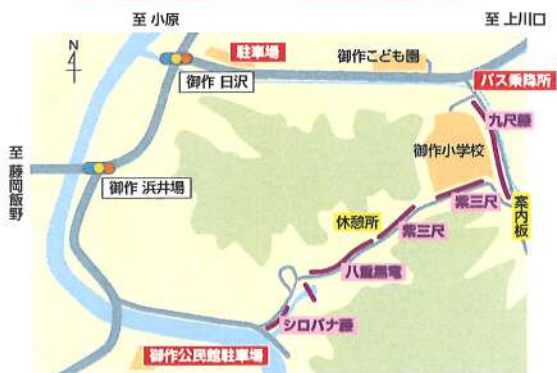 至 小原
至 上川口
N
駐車場
御作こども園
御作 日沢
バス乗降所
九尺藤
御作小学校
至 藤岡飯野
御作 浜井場
紫三尺
案内板
休憩所
紫三尺
八重黒竜
シロバナ藤
御作公民館駐車場